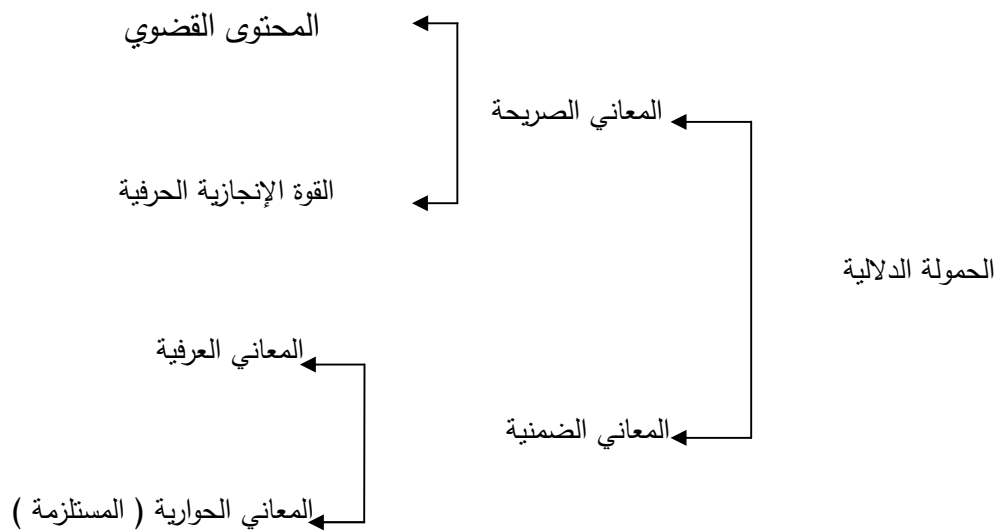 المحتوى القضوي
المعاني الصريحة
القوة الإنجازية الحرفية
الحمولة الدلالية
المعاني العرفية
المعاني الضمنية
المعاني الحوارية ( المستلزمة )